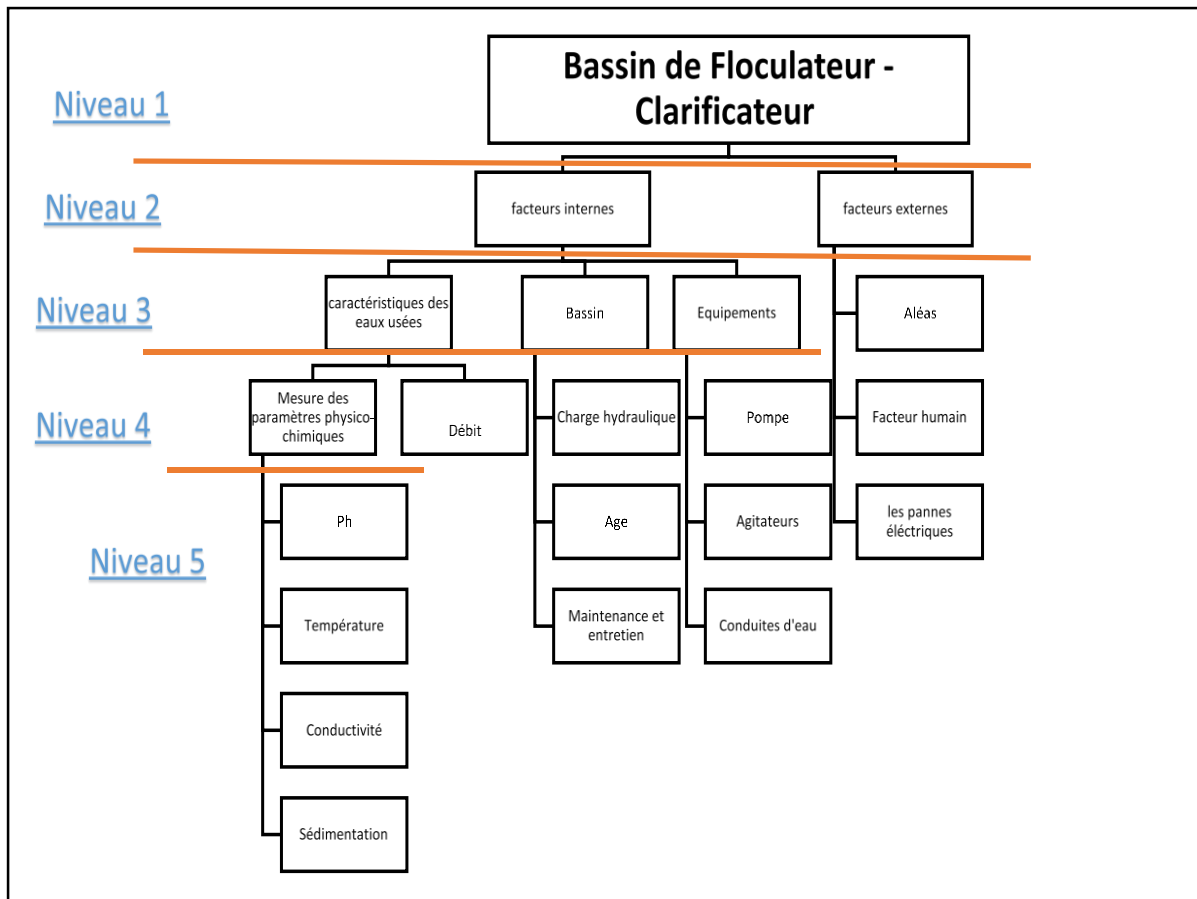 Bassin de Floculateur -
Clarificateur
Niveau 1
Niveau 2
facteurs internes
facteurs externes
Niveau 3
caractéristiques des
eaux usées
Bassin
Equipements
Aléas
Niveau 4
Mesure des
paramètres physico-
chimiques
Débit
Charge hydraulique
Pompe
Facteur humain
Ph
Age
Agitateurs
les pannes
éléctriques
Niveau 5
Température
Maintenance et
entretien
Conduites d'eau
Conductivité
Sédimentation